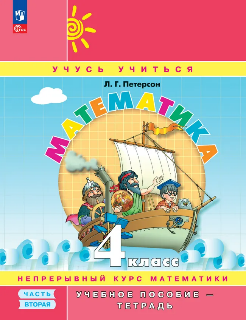 УЧУСЬ УЧИТЬСЯ
Л. Г. Петерсон
МАТЕМАТИКА
4 класс
НЕПРЕРЫВНЫЙ КУРС МАТЕМАТИКИ
ЧАСТЬ
ВТОРАЯ
УЧЕБНОЕ ПОСОБИЕ —
ТЕТРАДЬ